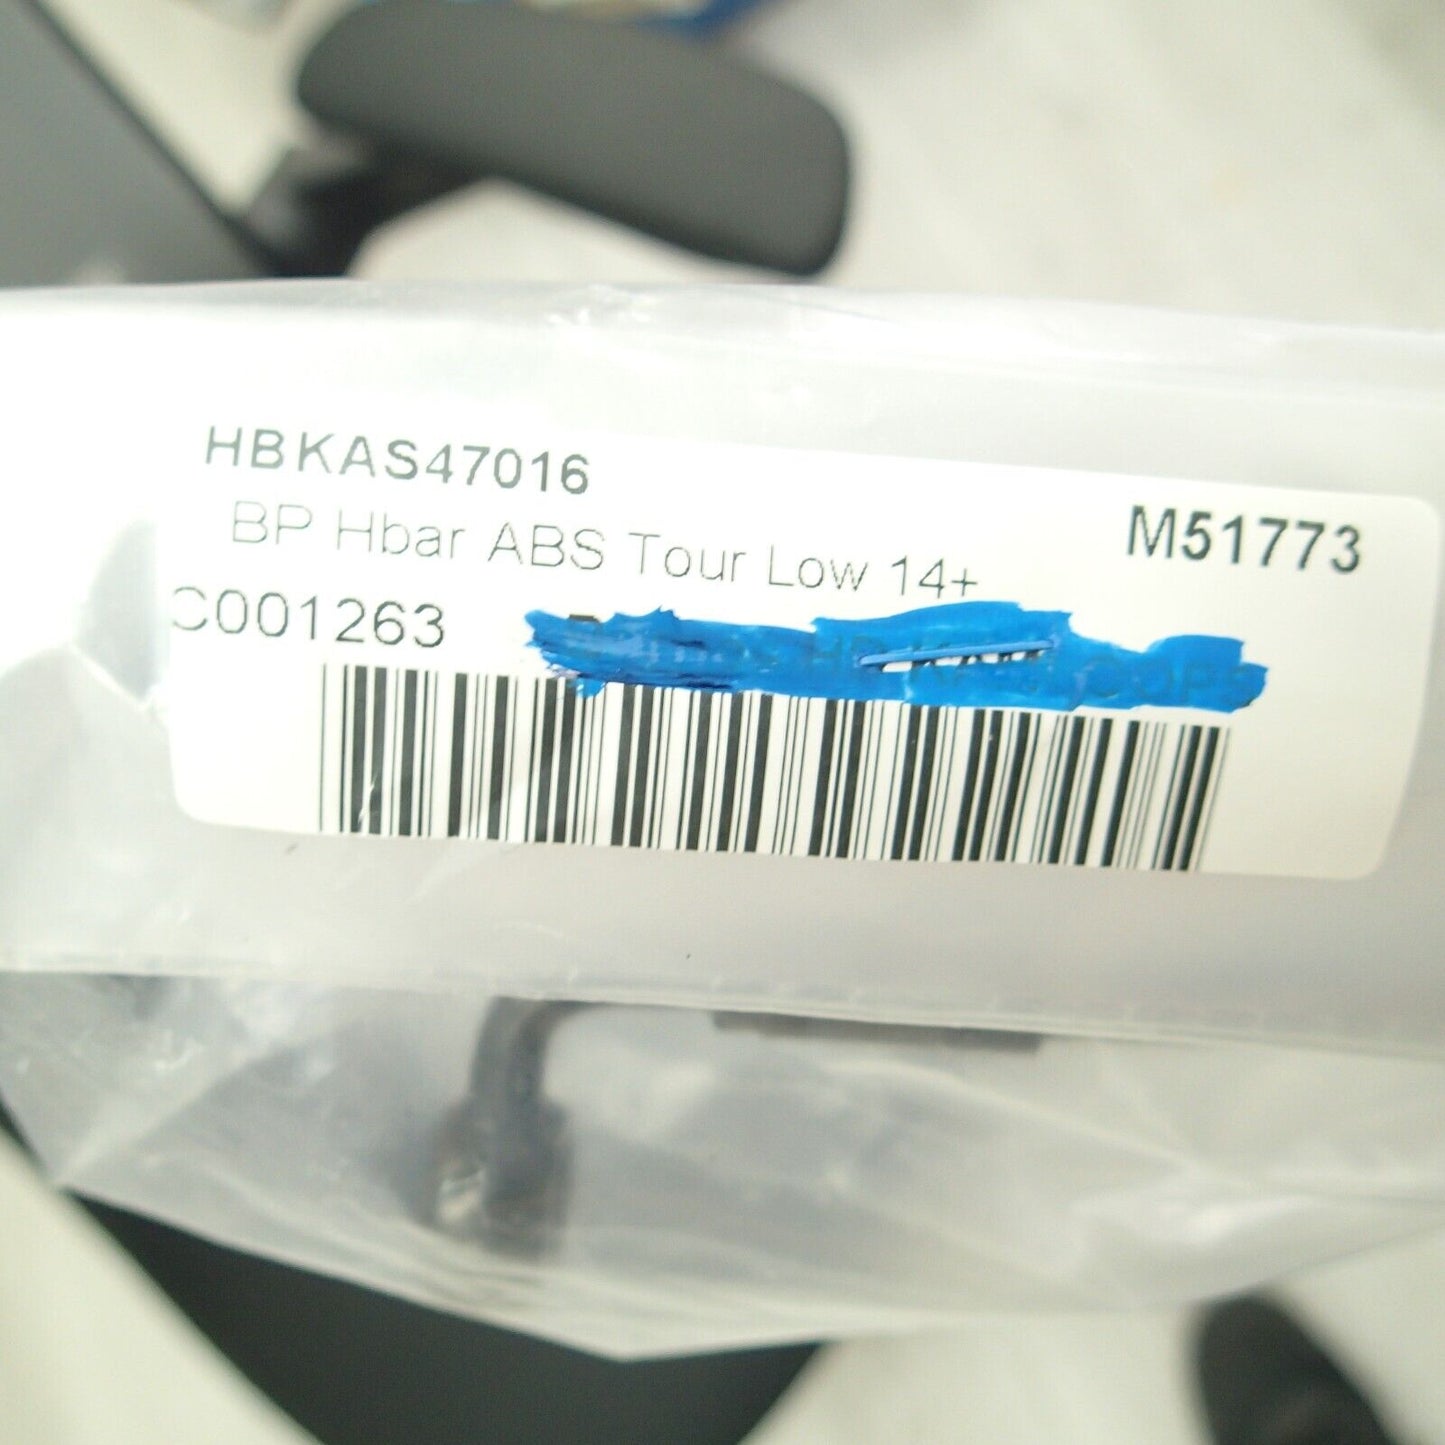 HBKAS47016
BP Hbar ABS Tour Low 14+
M51773
C001263